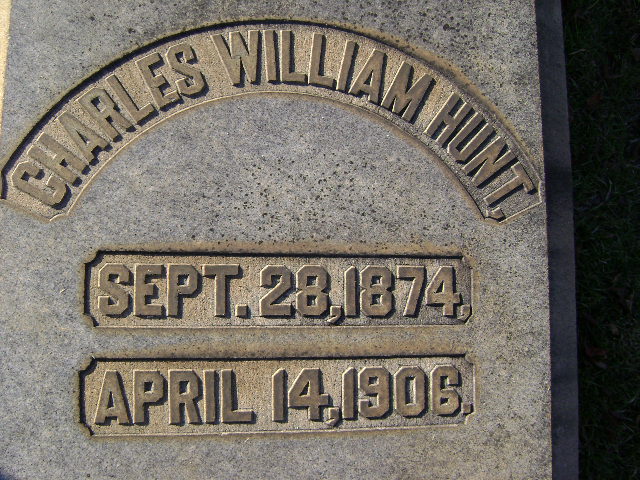 CHARLES WILLIAM HUNT,
SEPT. 28, 1874,
APRIL 14, 1906.